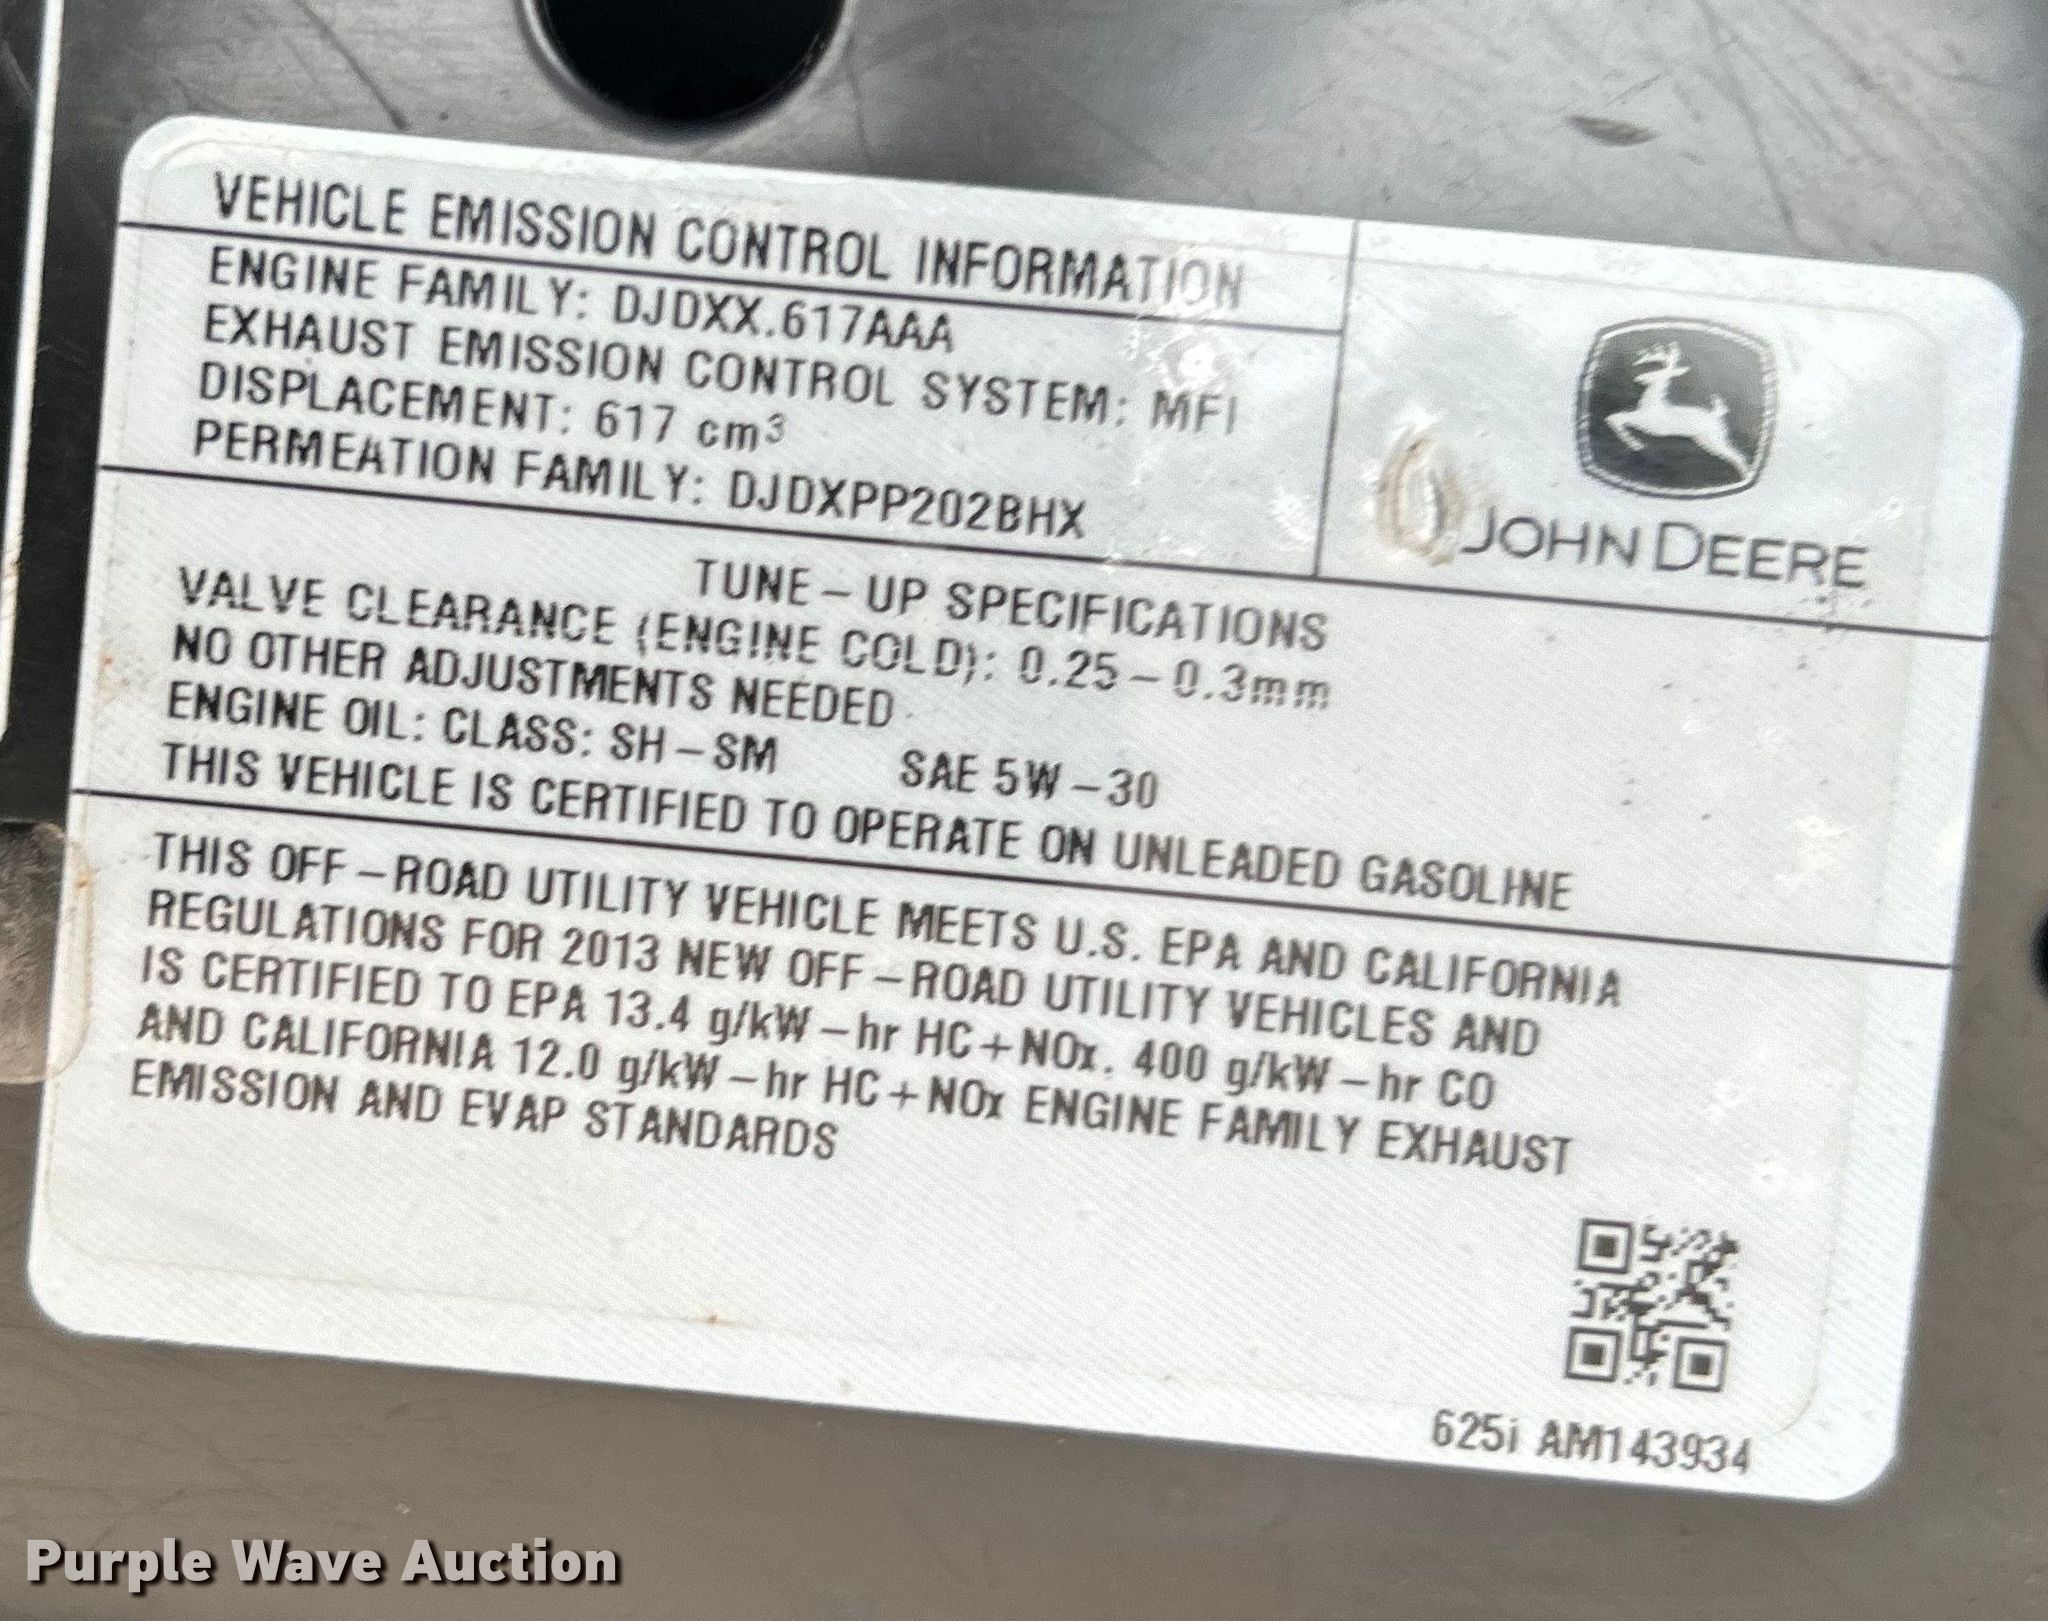 VEHICLE EMISSION CONTROL INFORMATION
ENGINE FAMILY: DJDXX.617AAA
EXHAUST EMISSION CONTROL SYSTEM: MFI
DISPLACEMENT: 617 cm³
PERMEATION FAMILY: DJDXPP202BHX
JOHN DEERE
TUNE-UP SPECIFICATIONS
VALVE CLEARANCE (ENGINE COLD): 0.25-0.3mm
NO OTHER ADJUSTMENTS NEEDED
ENGINE OIL: CLASS: SH-SM SAE 5W-30
THIS VEHICLE IS CERTIFIED TO OPERATE ON UNLEADED GASOLINE
THIS OFF-ROAD UTILITY VEHICLE MEETS U.S. EPA AND CALIFORNIA
REGULATIONS FOR 2013 NEW OFF-ROAD UTILITY VEHICLES AND
IS CERTIFIED TO EPA 13.4 g/kW-hr HC+NOx. 400 g/kW-hr CO
AND CALIFORNIA 12.0 g/kW-hr HC+NOx ENGINE FAMILY EXHAUST
EMISSION AND EVAP STANDARDS
625i AM143934
Purple Wave Auction